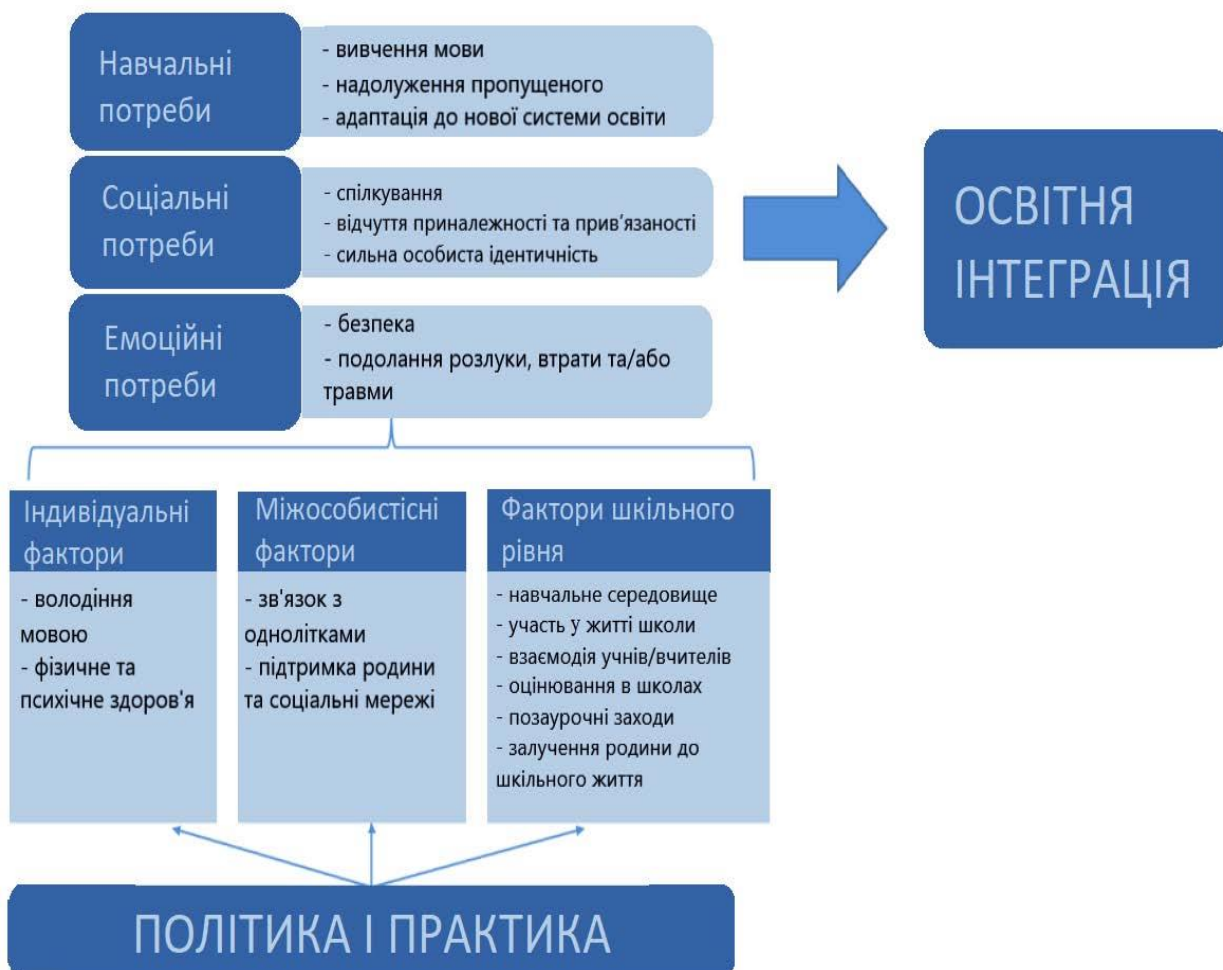 Навчальні
потреби
- вивчення мови
- надолуження пропущеного
- адаптація до нової системи освіти
Соціальні
потреби
- спілкування
- відчуття приналежності та прив’язаності
- сильна особиста ідентичність
Емоційні
потреби
- безпека
- подолання розлуки, втрати та/або
травми
ОСВІТНЯ
ІНТЕГРАЦІЯ
Індивідуальні
фактори
- володіння
мовою
- фізичне та
психічне здоров'я
Міжособистісні
фактори
- зв'язок з
однолітками
- підтримка родини
та соціальні мережі
Фактори шкільного
рівня
- навчальне середовище
- участь у житті школи
- взаємодія учнів/вчителів
- оцінювання в школах
- позаурочні заходи
- залучення родини до
шкільного життя
ПОЛІТИКА І ПРАКТИКА